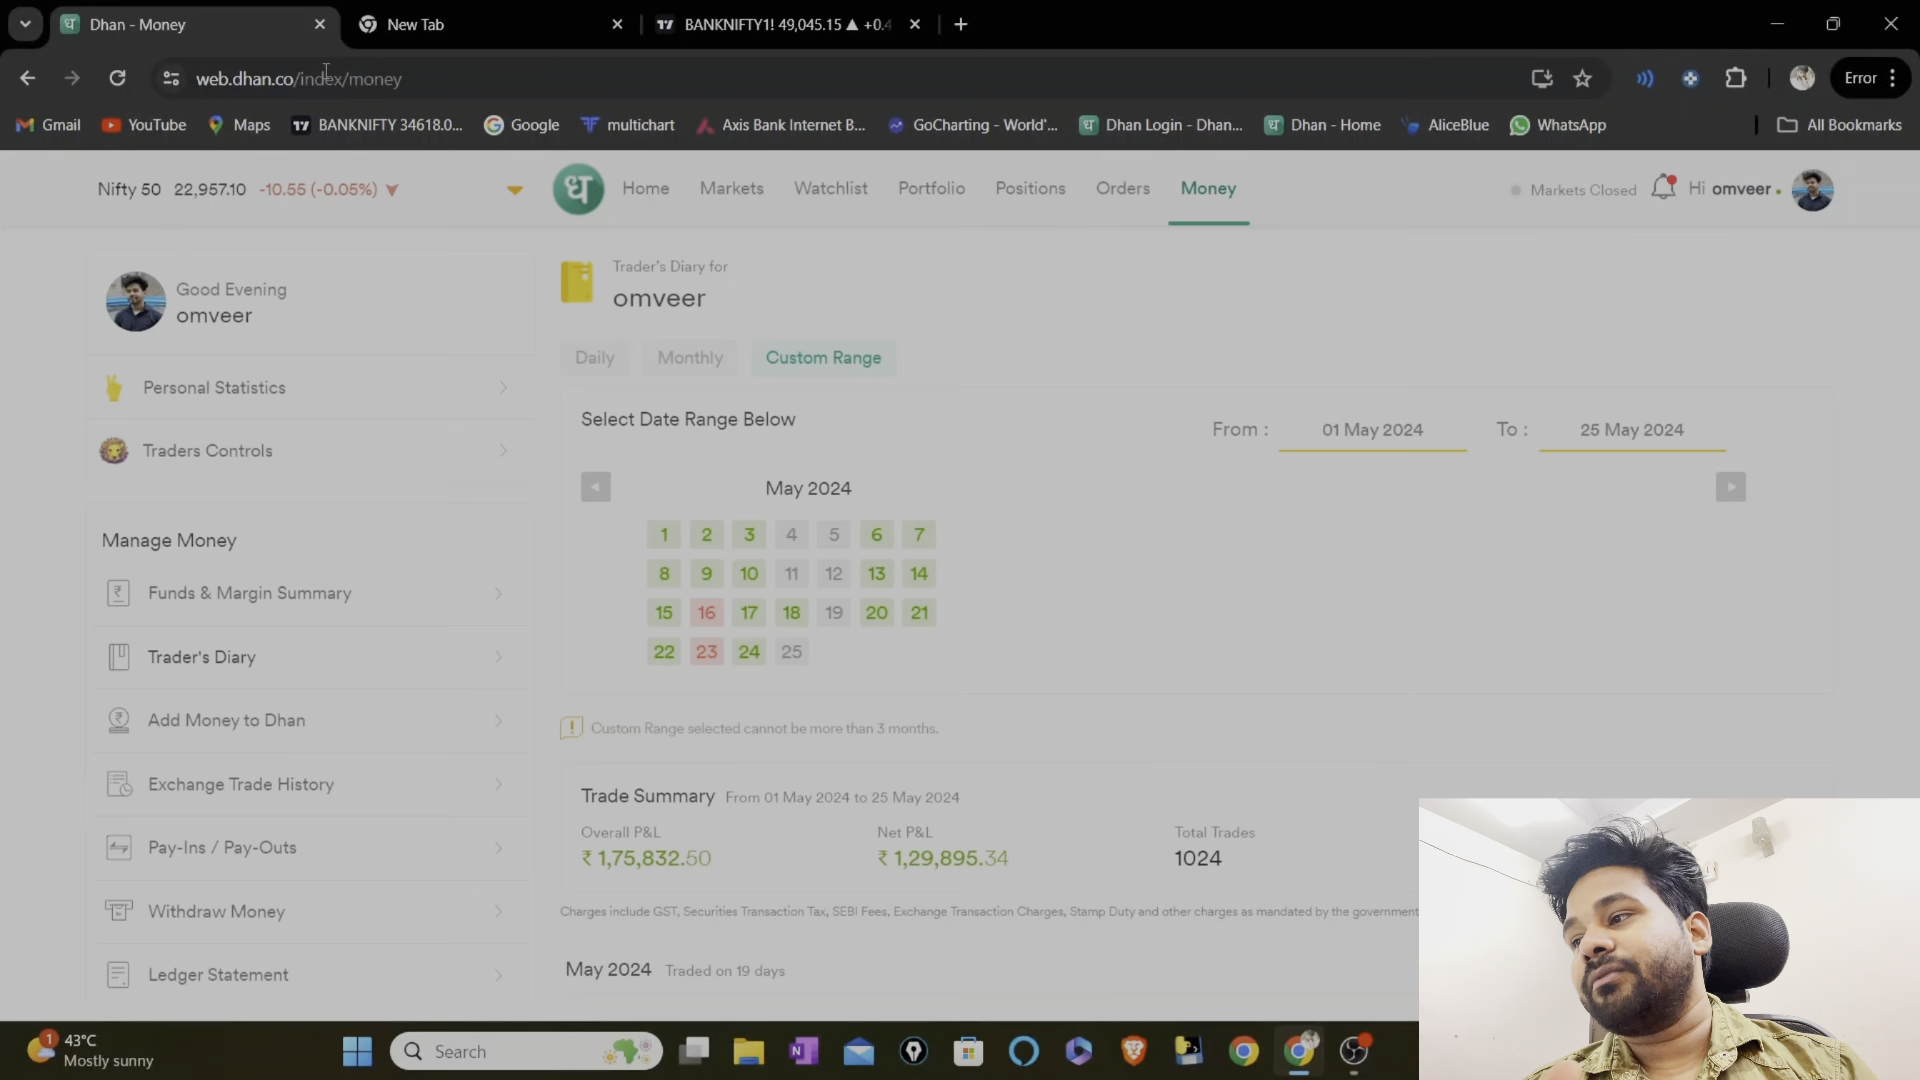 Dhan - Money
New Tab
BANKNIFTY1! 49,045.15 ▲ +0.4
web.dhan.co/index/money
Error
Gmail
YouTube
Maps
BANKNIFTY 34618.0...
Google
multichart
Axis Bank Internet B...
GoCharting - World'...
Dhan Login - Dhan...
Dhan - Home
AliceBlue
WhatsApp
All Bookmarks
Nifty 50 22,957.10 -10.55 (-0.05%)
ध
Home
Markets
Watchlist
Portfolio
Positions
Orders
Money
Markets Closed
Hi omveer
Good Evening
omveer
Personal Statistics
Traders Controls
Manage Money
Funds & Margin Summary
Trader's Diary
Add Money to Dhan
Exchange Trade History
Pay-Ins / Pay-Outs
Withdraw Money
Ledger Statement
Trader's Diary for
omveer
Daily
Monthly
Custom Range
Select Date Range Below
From : 01 May 2024 To : 25 May 2024
May 2024
1 2 3 4 5 6 7
8 9 10 11 12 13 14
15 16 17 18 19 20 21
22 23 24 25
Custom Range selected cannot be more than 3 months.
Trade Summary From 01 May 2024 to 25 May 2024
Overall P&L Net P&L Total Trades
₹ 1,75,832.50 ₹ 1,29,895.34 1024
Charges include GST, Securities Transaction Tax, SEBI Fees, Exchange Transaction Charges, Stamp Duty and other charges as mandated by the government
May 2024 Traded on 19 days
1
43°C
Mostly sunny
Search